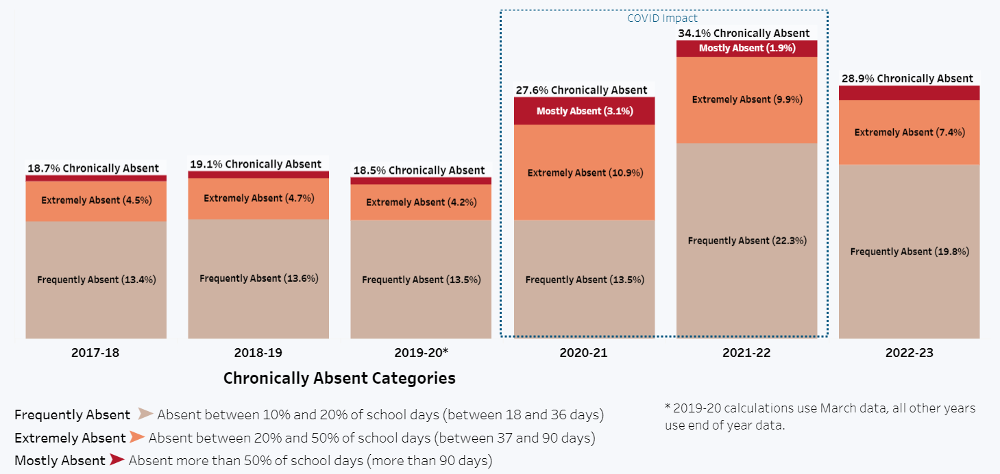 COVID Impact
34.1% Chronically Absent
Mostly Absent (1.9%)
28.9% Chronically Absent
27.6% Chronically Absent
Extremely Absent (9.9%)
Mostly Absent (3.1%)
Extremely Absent (7.4%)
18.7% Chronically Absent
19.1% Chronically Absent
18.5% Chronically Absent
Extremely Absent (10.9%)
Extremely Absent (4.5%)
Extremely Absent (4.7%)
Extremely Absent (4.2%)
Frequently Absent (22.3%)
Frequently Absent (19.8%)
Frequently Absent (13.4%)
Frequently Absent (13.6%)
Frequently Absent (13.5%)
Frequently Absent (13.5%)
2017-18
2018-19
2019-20*
2020-21
2021-22
2022-23
Chronically Absent Categories
Frequently Absent Absent between 10% and 20% of school days (between 18 and 36 days)
Extremely Absent Absent between 20% and 50% of school days (between 37 and 90 days)
Mostly Absent Absent more than 50% of school days (more than 90 days)
* 2019-20 calculations use March data, all other years
use end of year data.